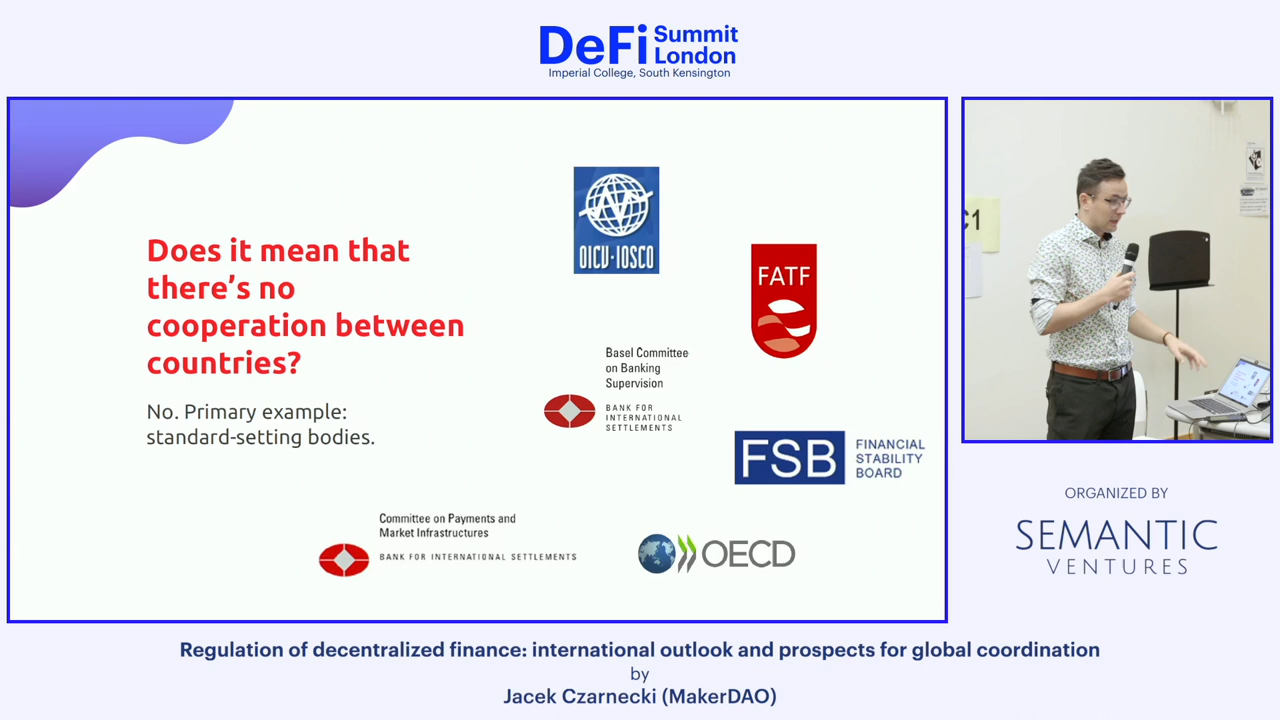 DeFi Summit
London
Imperial College, South Kensington
Does it mean that
there's no
cooperation between
countries?
No. Primary example:
standard-setting bodies.
OICV-IOSCO
FATF
Basel Committee
on Banking
Supervision
BANK FOR
INTERNATIONAL
SETTLEMENTS
FSB
FINANCIAL
STABILITY
BOARD
Committee on Payments and
Market Infrastructures
BANK FOR INTERNATIONAL SETTLEMENTS
OECD
C1
ORGANIZED BY
SEMANTIC
VENTURES
Regulation of decentralized finance: international outlook and prospects for global coordination
by
Jacek Czarnecki (MakerDAO)